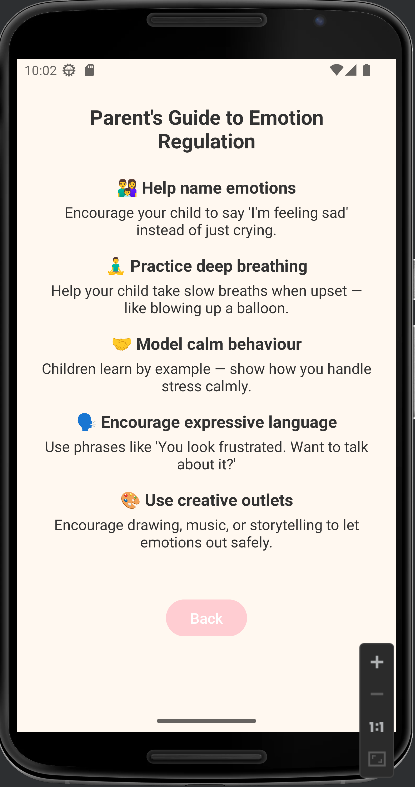 10:02
Parent's Guide to Emotion
Regulation
👨‍👩‍👦 Help name emotions
Encourage your child to say 'I'm feeling sad'
instead of just crying.
🧘‍♂️ Practice deep breathing
Help your child take slow breaths when upset —
like blowing up a balloon.
🤝 Model calm behaviour
Children learn by example — show how you handle
stress calmly.
🗣️ Encourage expressive language
Use phrases like 'You look frustrated. Want to talk
about it?'
🎨 Use creative outlets
Encourage drawing, music, or storytelling to let
emotions out safely.
Back
1:1